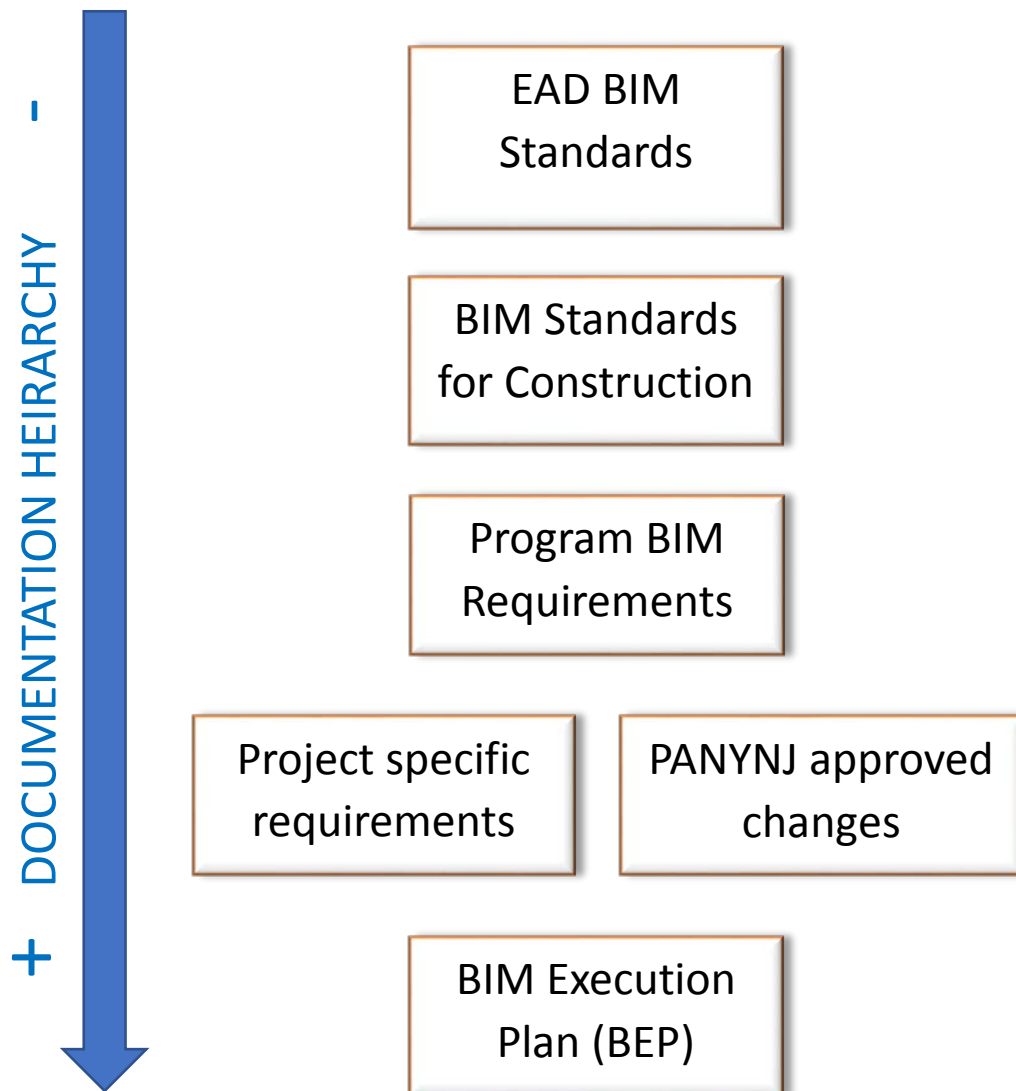 - DOCUMENTATION HEIRARCHY +
EAD BIM
Standards
BIM Standards
for Construction
Program BIM
Requirements
Project specific
requirements
PANYNJ approved
changes
BIM Execution
Plan (BEP)